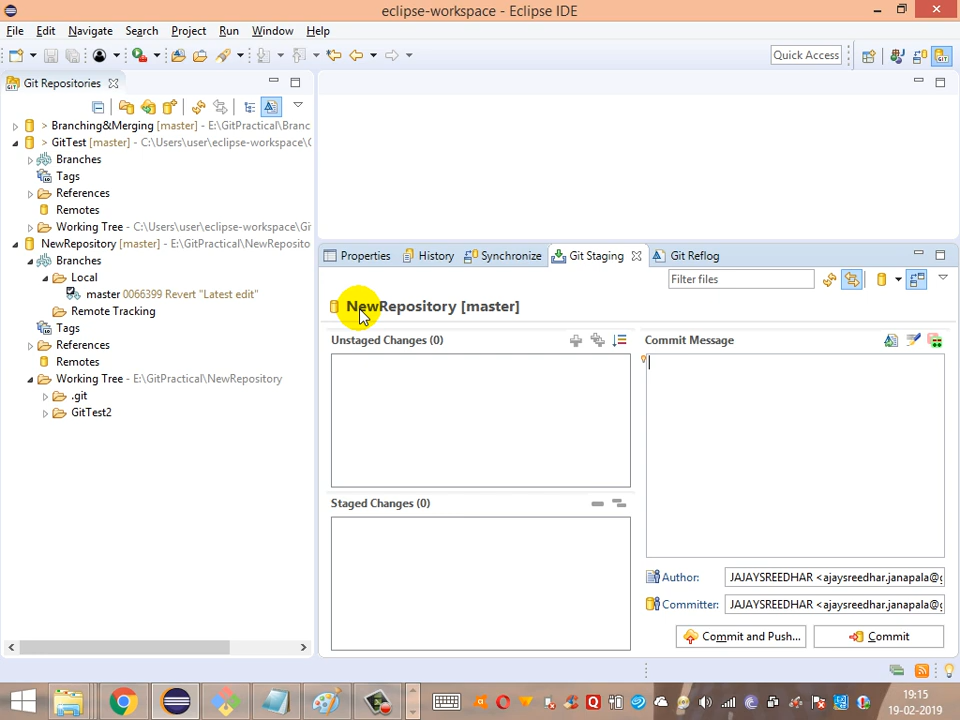 eclipse-workspace - Eclipse IDE
File Edit Navigate Search Project Run Window Help
Quick Access
Git Repositories
> Branching&Merging [master] - E:\GitPractical\Branc
> GitTest [master] - C:\Users\user\eclipse-workspace\
Branches
Tags
References
Remotes
Working Tree - C:\Users\user\eclipse-workspace\G
NewRepository [master] - E:\GitPractical\NewReposito
Branches
Local
master 0066399 Revert "Latest edit"
Remote Tracking
Tags
References
Remotes
Working Tree - E:\GitPractical\NewRepository
.git
GitTest2
Properties History Synchronize Git Staging Git Reflog
Filter files
NewRepository [master]
Unstaged Changes (0)
Staged Changes (0)
Commit Message
Author: JAJAYSREEDHAR <ajaysreedhar.janapala@g
Committer: JAJAYSREEDHAR <ajaysreedhar.janapala@g
Commit and Push... Commit
19:15
19-02-2019